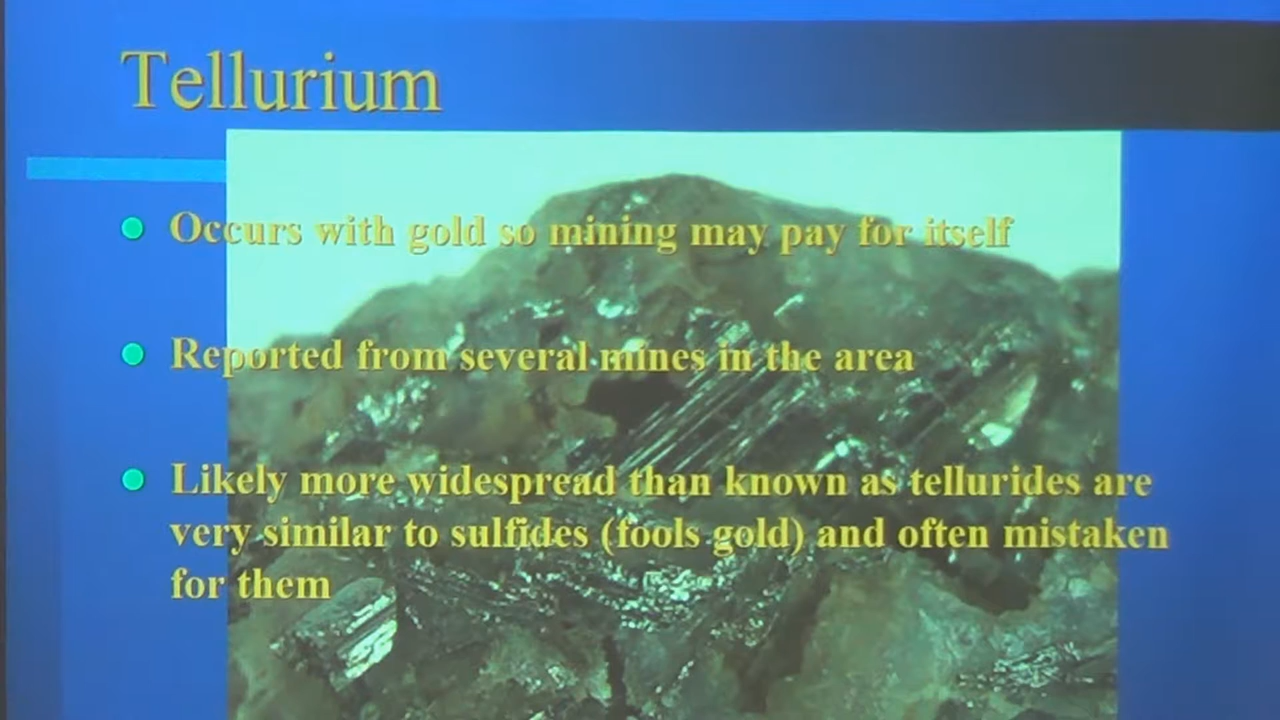 Tellurium
Occurs with gold so mining may pay for itself
Reported from several mines in the area
Likely more widespread than known as tellurides are
very similar to sulfides (fools gold) and often mistaken
for them